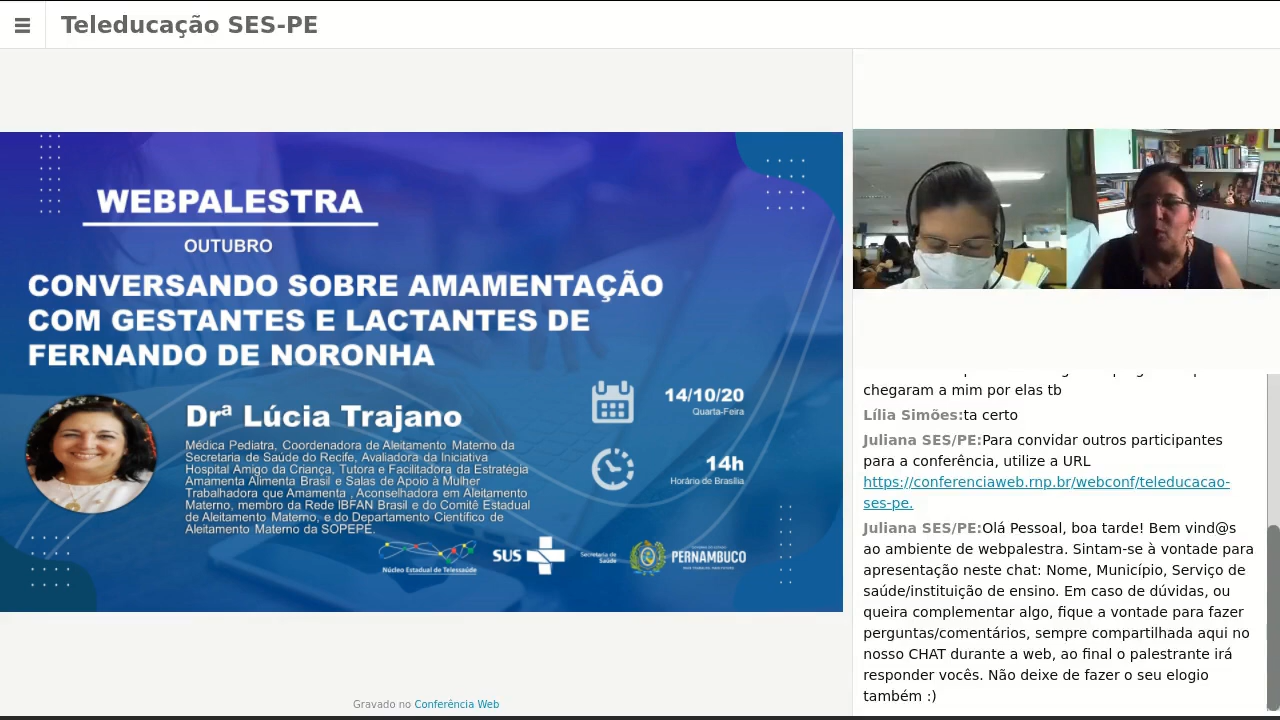 Teleducação SES-PE
WEBPALESTRA
OUTUBRO
CONVERSANDO SOBRE AMAMENTAÇÃO
COM GESTANTES E LACTANTES DE
FERNANDO DE NORONHA
Drª Lúcia Trajano
Médica Pediatra, Coordenadora de Aleitamento Materno da
Secretaria de Saúde do Recife, Avaliadora da Iniciativa
Hospital Amigo da Criança, Tutora e Facilitadora da Estratégia
Amamenta Alimenta Brasil e Salas de Apoio à Mulher
Trabalhadora que Amamenta , Aconselhadora em Aleitamento
Materno, membro da Rede IBFAN Brasil e do Comitê Estadual
de Aleitamento Materno, e do Departamento Científico de
Aleitamento Materno da SOPEPE.
14/10/20
Quarta-Feira
14h
Horário de Brasília
Núcleo Estadual de Telessaúde
SUS
Secretaria de
Saúde
PERNAMBUCO
Gravado no Conferência Web
chegaram a mim por elas tb
Lília Simões:ta certo
Juliana SES/PE:Para convidar outros participantes
para a conferência, utilize a URL
https://conferenciaweb.rnp.br/webconf/teleducacao-
ses-pe.
Juliana SES/PE:Olá Pessoal, boa tarde! Bem vind@s
ao ambiente de webpalestra. Sintam-se à vontade para
apresentação neste chat: Nome, Município, Serviço de
saúde/instituição de ensino. Em caso de dúvidas, ou
queira complementar algo, fique a vontade para fazer
perguntas/comentários, sempre compartilhada aqui no
nosso CHAT durante a web, ao final o palestrante irá
responder vocês. Não deixe de fazer o seu elogio
também :)